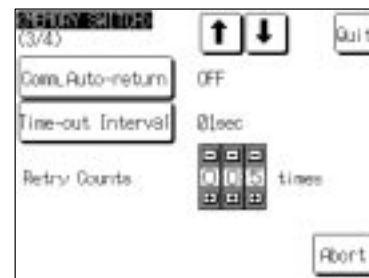 (MEMORY SWITCH)
(3/4)
Quit
Comm. Auto-return OFF
Time-out Interval 01sec
Retry Counts 005 times
Abort